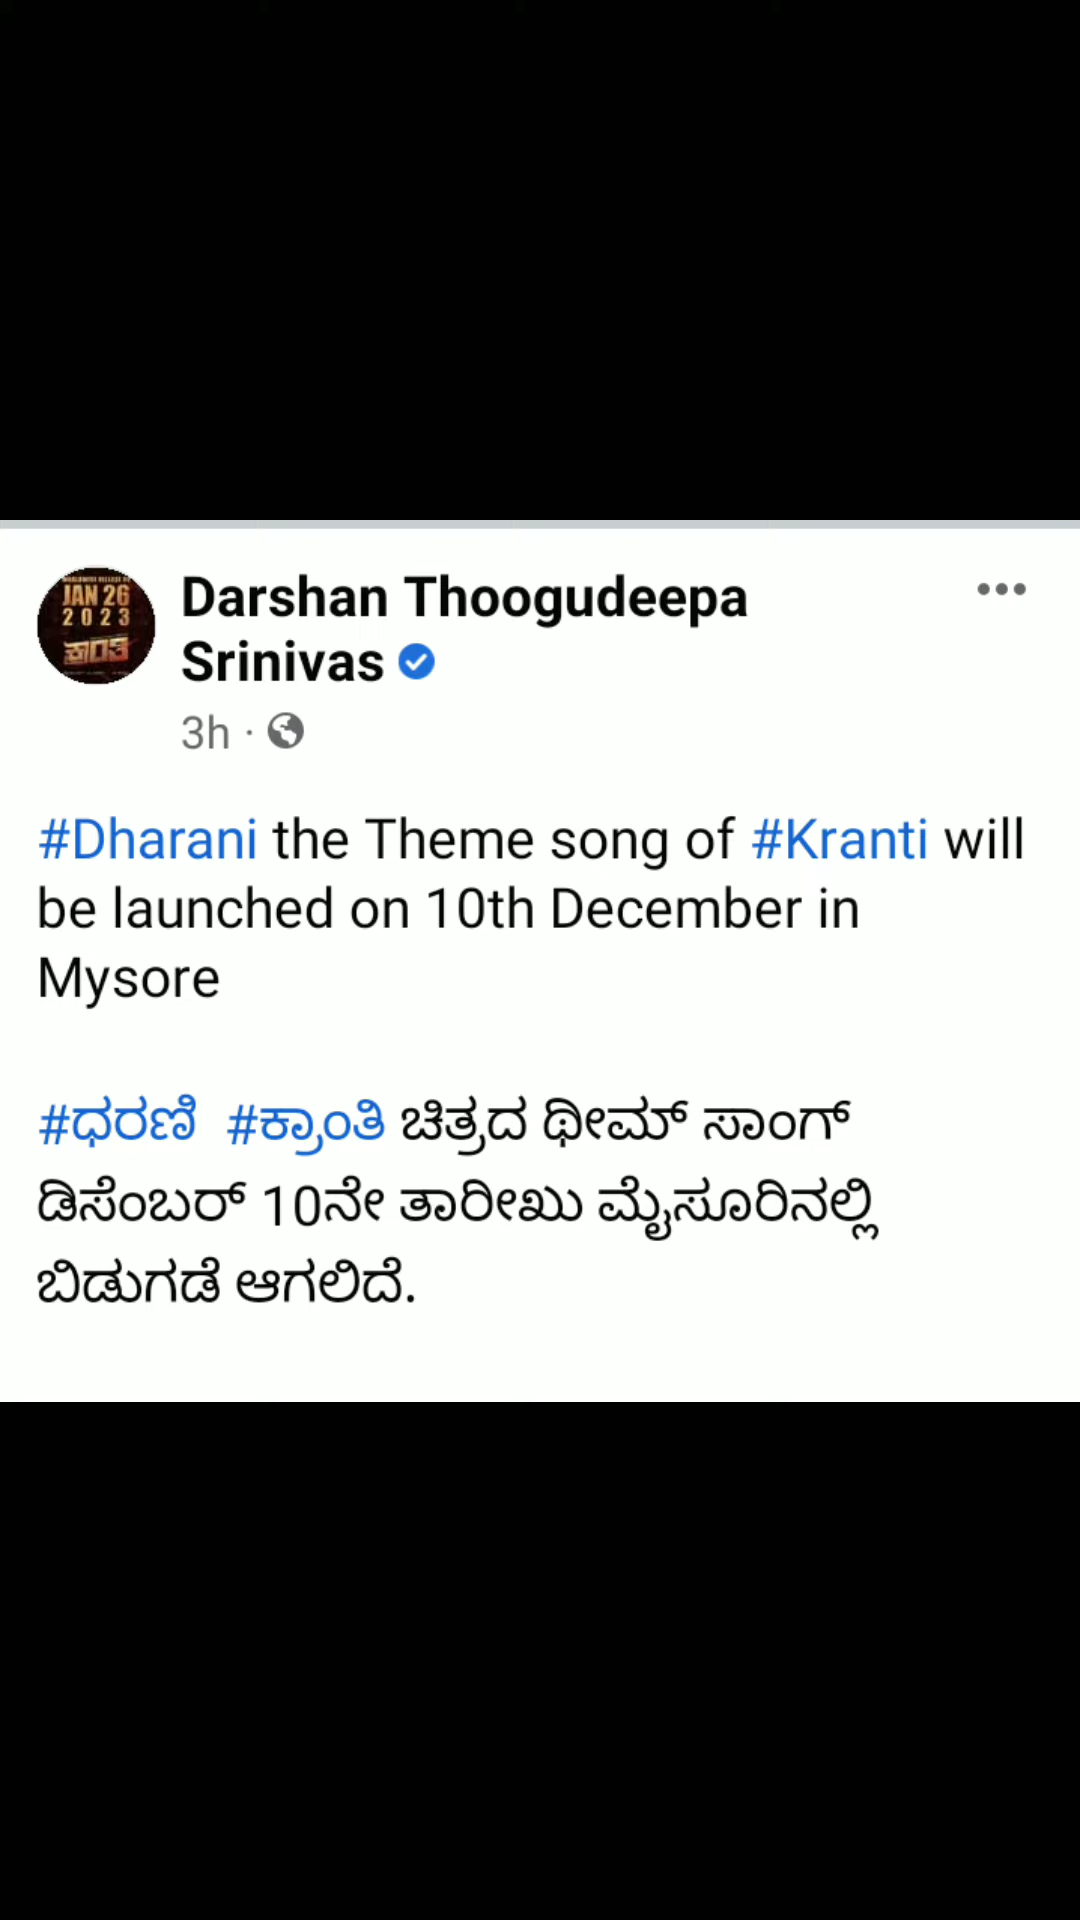 JAN 26
2023
ಕ್ರಾಂತಿ
Darshan Thoogudeepa
Srinivas
3h ·
#Dharani the Theme song of #Kranti will
be launched on 10th December in
Mysore
#ಧರಣಿ #ಕ್ರಾಂತಿ ಚಿತ್ರದ ಥೀಮ್ ಸಾಂಗ್
ಡಿಸೆಂಬರ್ 10ನೇ ತಾರೀಖು ಮೈಸೂರಿನಲ್ಲಿ
ಬಿಡುಗಡೆ ಆಗಲಿದೆ.